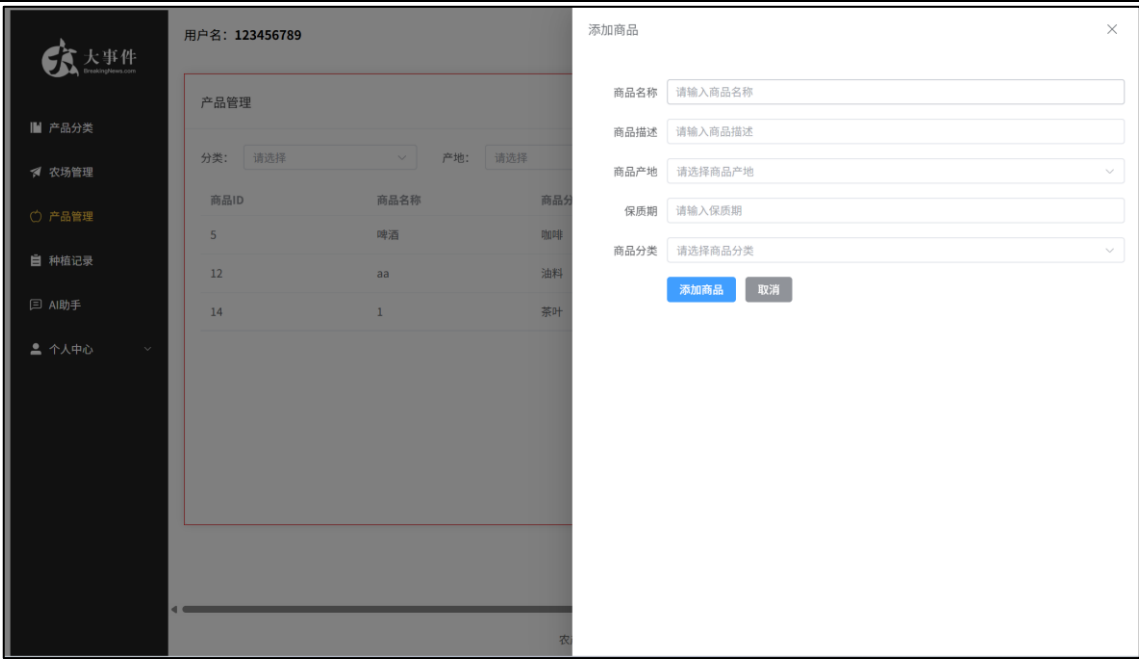 大事件
BreakingNews.com
产品分类
农场管理
产品管理
种植记录
AI助手
个人中心
用户名：123456789
产品管理
分类： 请选择 产地： 请选择
商品ID 商品名称 商品分
5 啤酒 咖啡
12 aa 油料
14 1 茶叶
农
添加商品
商品名称 请输入商品名称
商品描述 请输入商品描述
商品产地 请选择商品产地
保质期 请输入保质期
商品分类 请选择商品分类
添加商品 取消